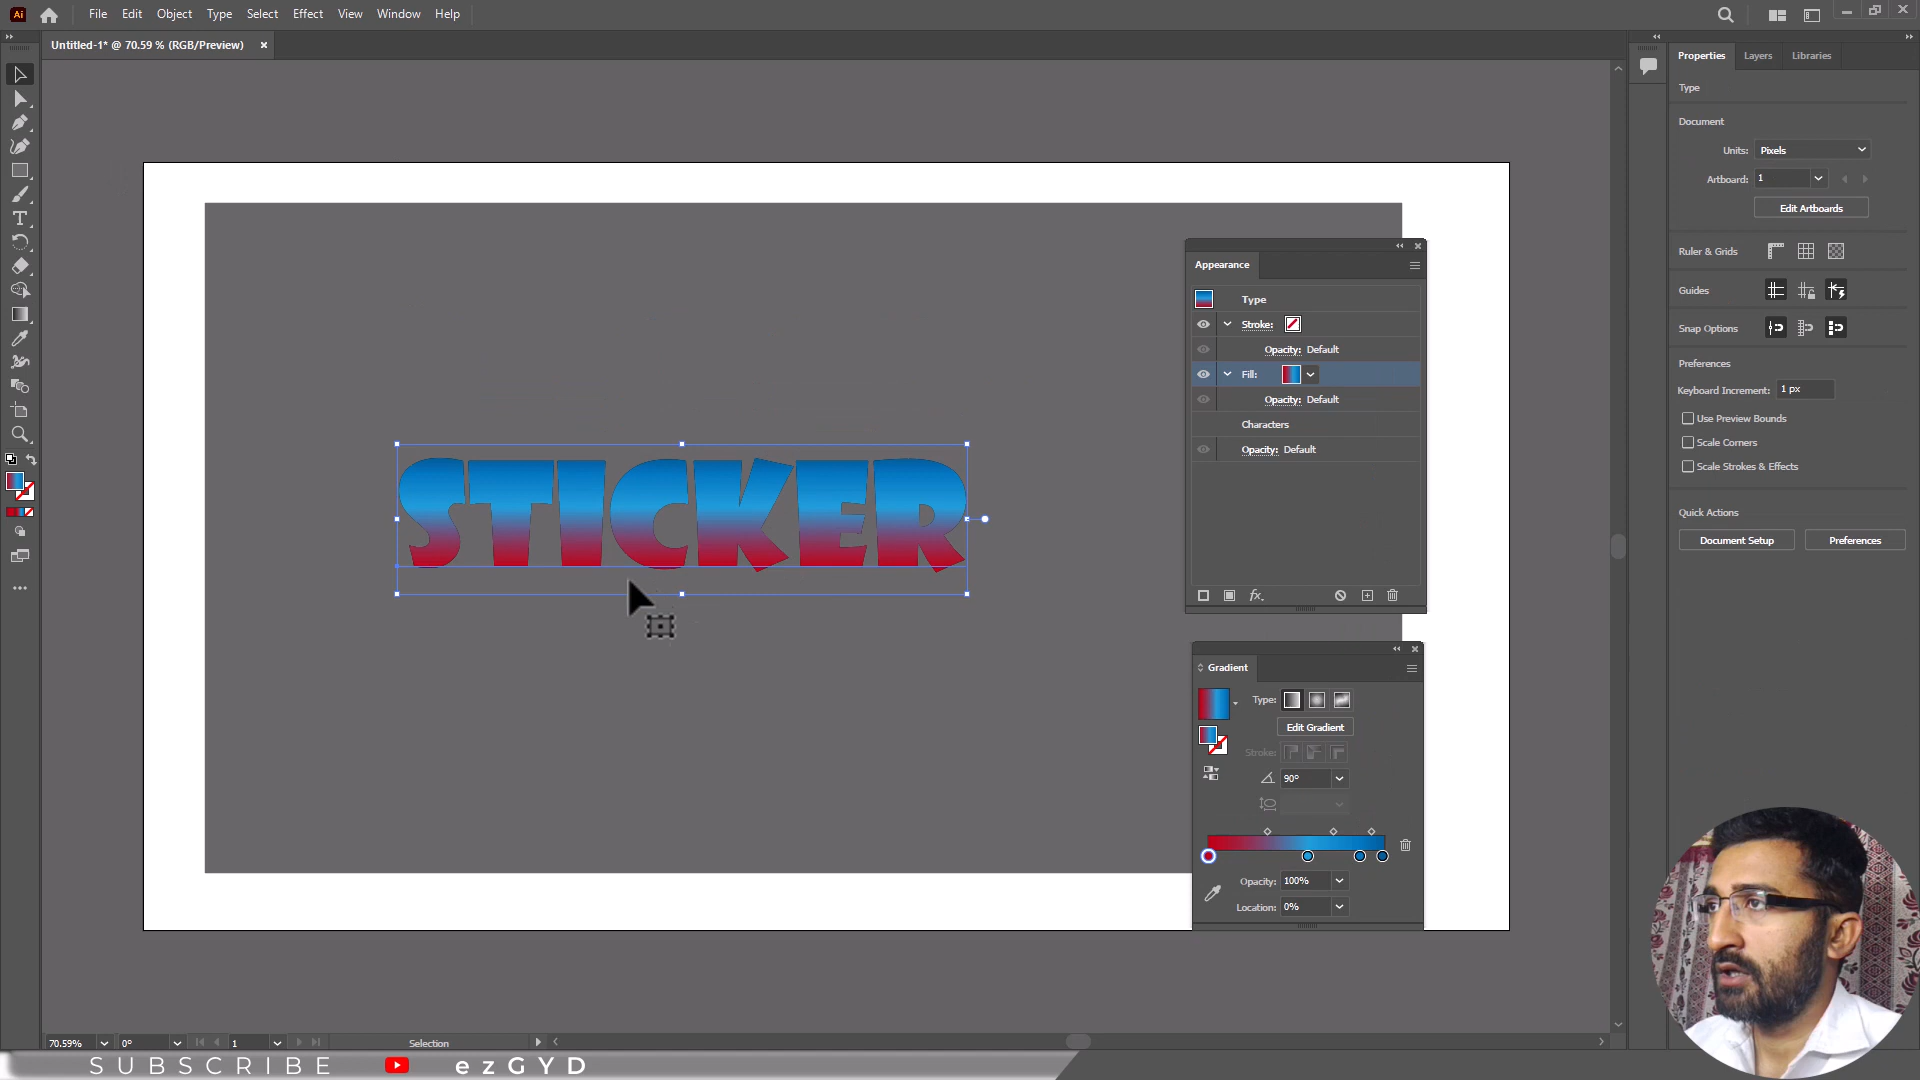 Ai
File Edit Object Type Select Effect View Window Help
Untitled-1* @ 70.59 % (RGB/Preview)
STICKER
Appearance
Type
Stroke:
Opacity: Default
Fill:
Opacity: Default
Characters
Opacity: Default
fx.
Gradient
Type:
Edit Gradient
Stroke:
90°
Opacity: 100%
Location: 0%
Properties Layers Libraries
Type
Document
Units: Pixels
Artboard: 1
Edit Artboards
Ruler & Grids
Guides
Snap Options
Preferences
Keyboard Increment: 1 px
Use Preview Bounds
Scale Corners
Scale Strokes & Effects
Quick Actions
Document Setup Preferences
70.59% 0° 1 Selection
SUBSCRIBE ezGYD